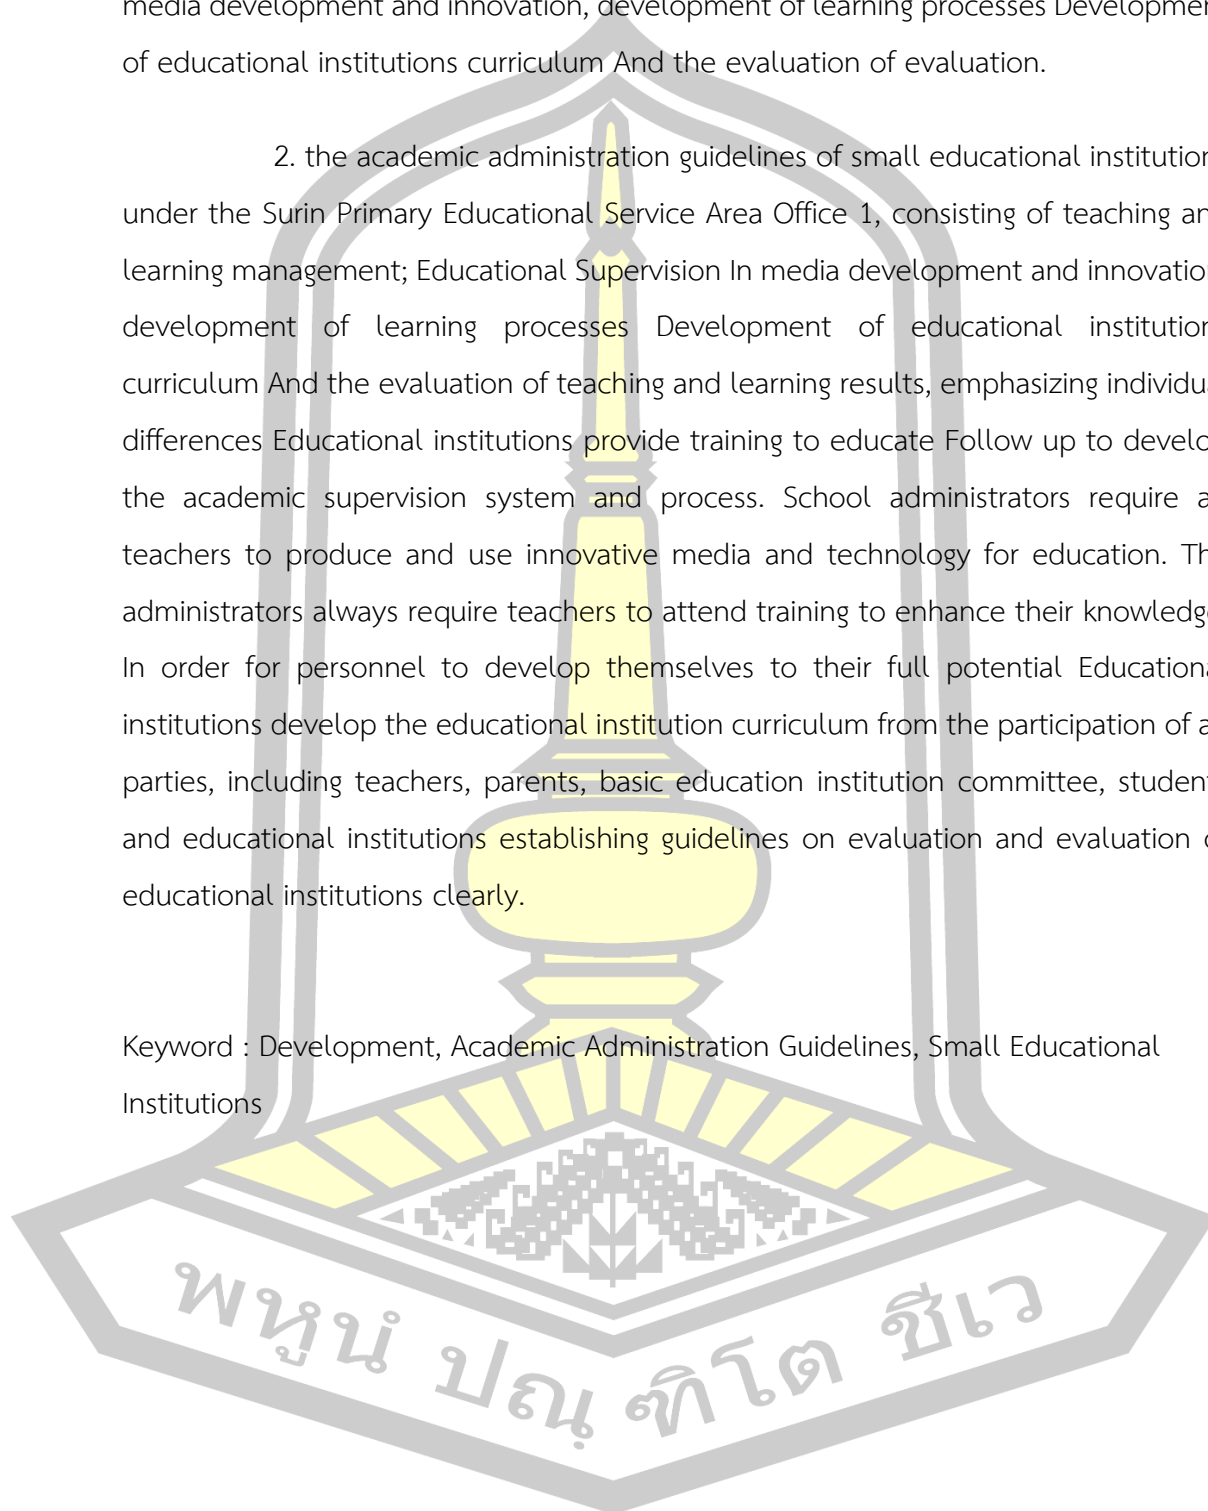 media development and innovation, development of learning processes Developmen
of educational institutions curriculum And the evaluation of evaluation.
2. the academic administration guidelines of small educational institution
under the Surin Primary Educational Service Area Office 1, consisting of teaching an
learning management; Educational Supervision In media development and innovation
development of learning processes Development of educational institution
curriculum And the evaluation of teaching and learning results, emphasizing individua
differences Educational institutions provide training to educate Follow up to develo
the academic supervision system and process. School administrators require a
teachers to produce and use innovative media and technology for education. Th
administrators always require teachers to attend training to enhance their knowledge
In order for personnel to develop themselves to their full potential Educationa
institutions develop the educational institution curriculum from the participation of a
parties, including teachers, parents, basic education institution committee, student
and educational institutions establishing guidelines on evaluation and evaluation o
educational institutions clearly.
Keyword : Development, Academic Administration Guidelines, Small Educational
Institutions
พหูนํ ปณฺฑิโต ชีเว